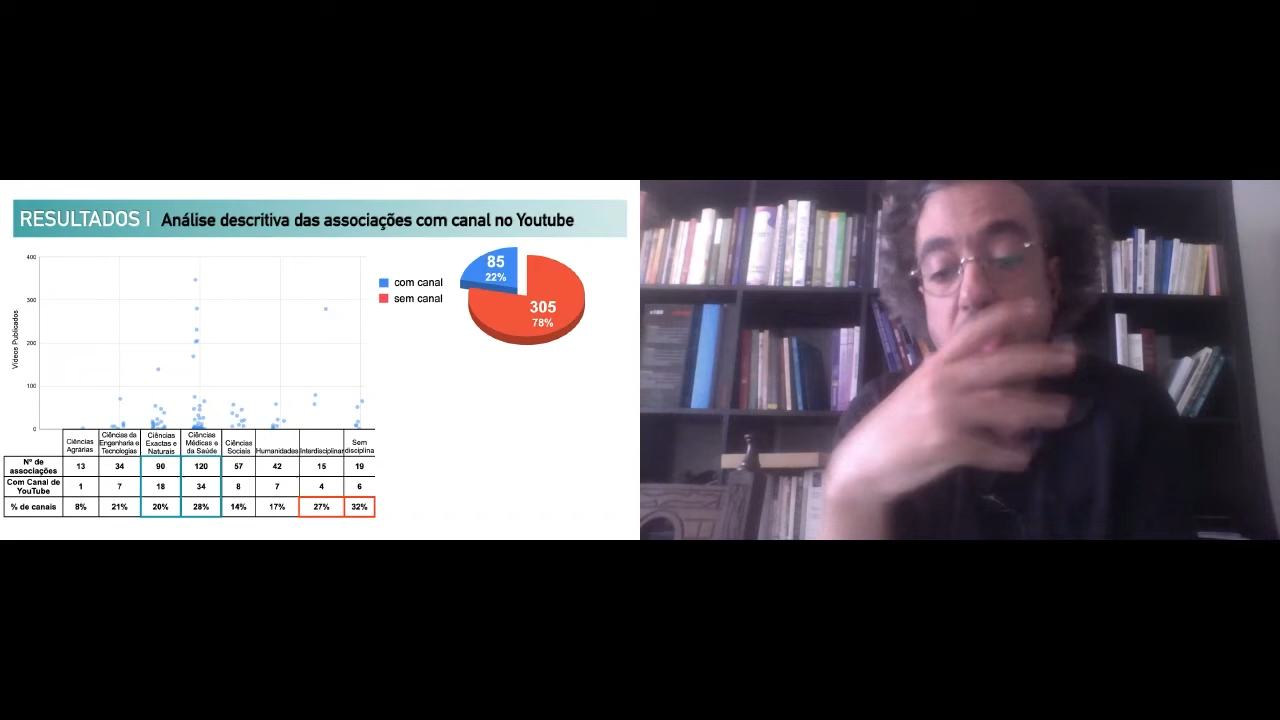 RESULTADOS I Análise descritiva das associações com canal no Youtube
400
300
200
100
0
Vídeos Publicados
com canal
sem canal
85
22%
305
78%
Ciências Agrárias
Ciências da Engenharia e Tecnologias
Ciências Exactas e Naturais
Ciências Médicas e da Saúde
Ciências Sociais
Humanidades
Interdisciplinar
Sem disciplina
Nº de associações 13 34 90 120 57 42 15 19
Com Canal de YouTube 1 7 18 34 8 7 4 6
% de canais 8% 21% 20% 28% 14% 17% 27% 32%